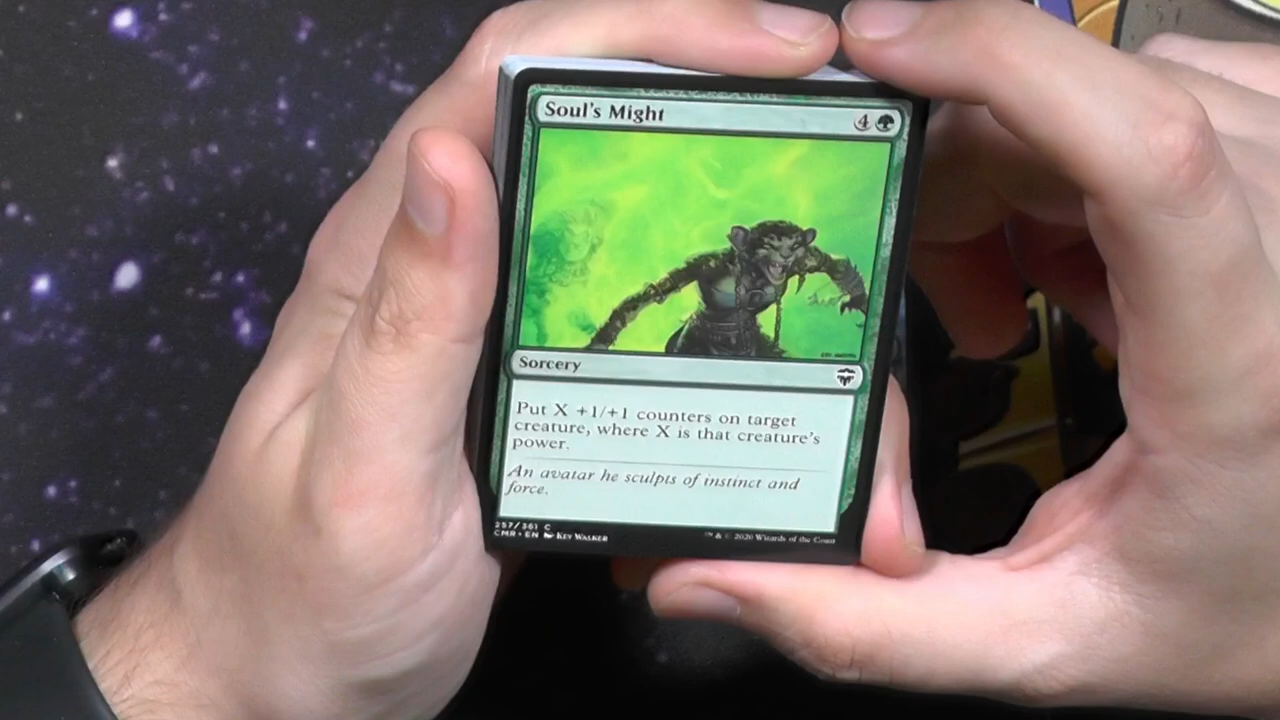 Soul's Might 4
Sorcery
Put X +1/+1 counters on target
creature, where X is that creature's
power.
An avatar he sculpts of instinct and
force.
257/361 C
CMR • EN Kev Walker
™ & © 2020 Wizards of the Coast